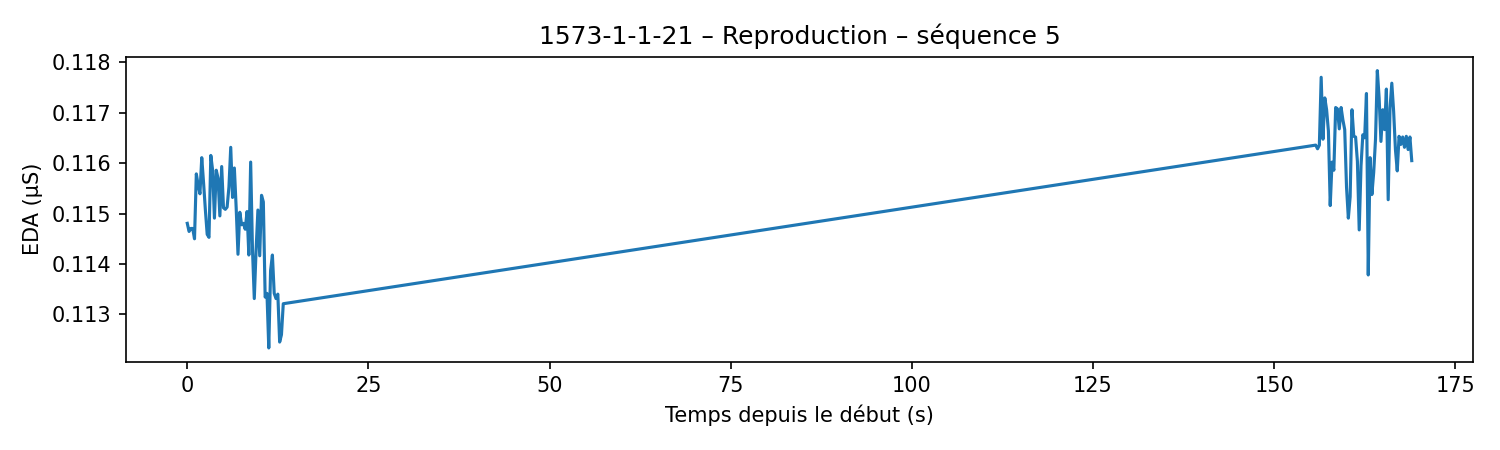 1573-1-1-21 – Reproduction – séquence 5
EDA (µS)
0.118
0.117
0.116
0.115
0.114
0.113
0 25 50 75 100 125 150 175
Temps depuis le début (s)